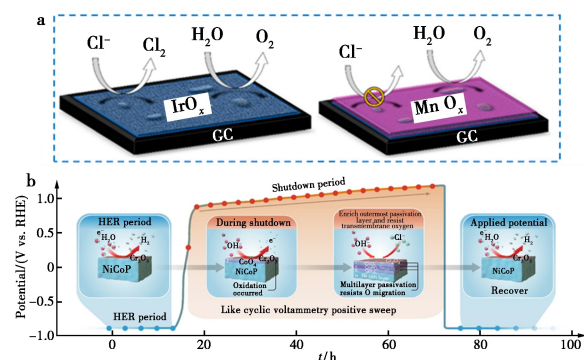 a
Cl⁻
Cl₂
H₂O
O₂
IrOₓ
GC
Cl⁻
H₂O
O₂
Mn Oₓ
GC
b
Potential/(V vs. RHE)
1.0
0.5
0
−0.5
−1.0
HER period
e⁻
H₂O
H₂
Cr₂O₃
NiCoP
HER period
Shutdown period
During shutdown
OH⁻
e⁻
CoO₄
Cr₂O₃
NiCoP
Oxidation
occurred
Enrich outermost passivation
layer,and resist
transmembrane oxygen
OH⁻
Cl⁻
Multilayer passivation
resists O migration
Like cyclic voltammetry positive sweep
Applied potential
e⁻
H₂O
H₂
Cr₂O₃
NiCoP
Recover
0
20
40
60
80
100
t/h